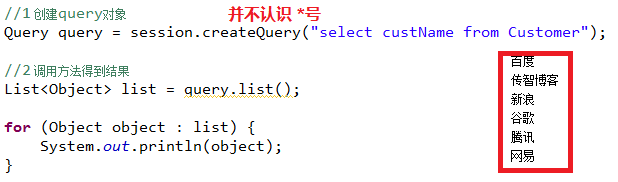 //1 创建query对象
并不认识 *号
Query query = session.createQuery("select custName from Customer");
//2 调用方法得到结果
List<Object> list = query.list();
for (Object object : list) {
System.out.println(object);
}
百度
传智博客
新浪
谷歌
腾讯
网易